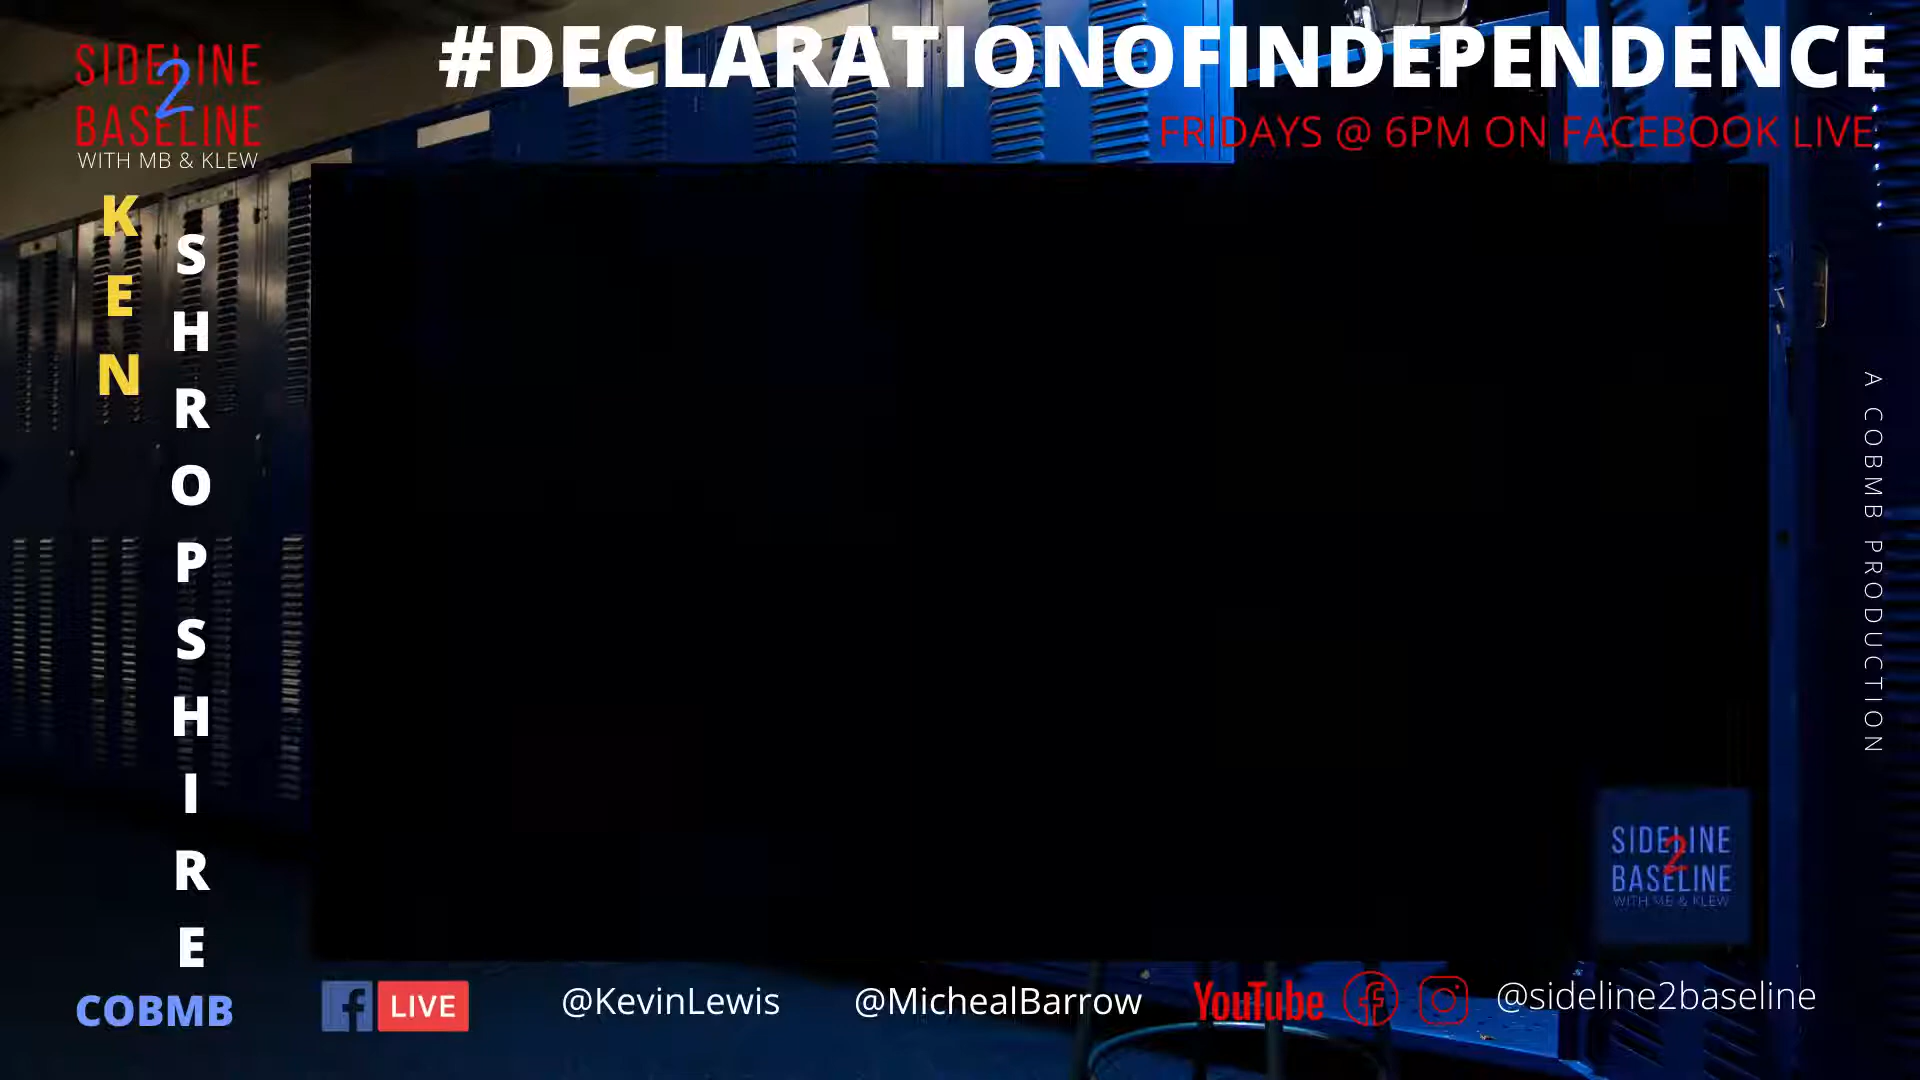 SIDELINE
2
BASELINE
WITH MB & KLEW
#DECLARATIONOFINDEPENDENCE
FRIDAYS @ 6PM ON FACEBOOK LIVE
KEN
SHROPSHIRE
A COBMB PRODUCTION
SIDELINE
2
BASELINE
WITH MB & KLEW
COBMB
f LIVE
@KevinLewis
@MichealBarrow
YouTube
@sideline2baseline